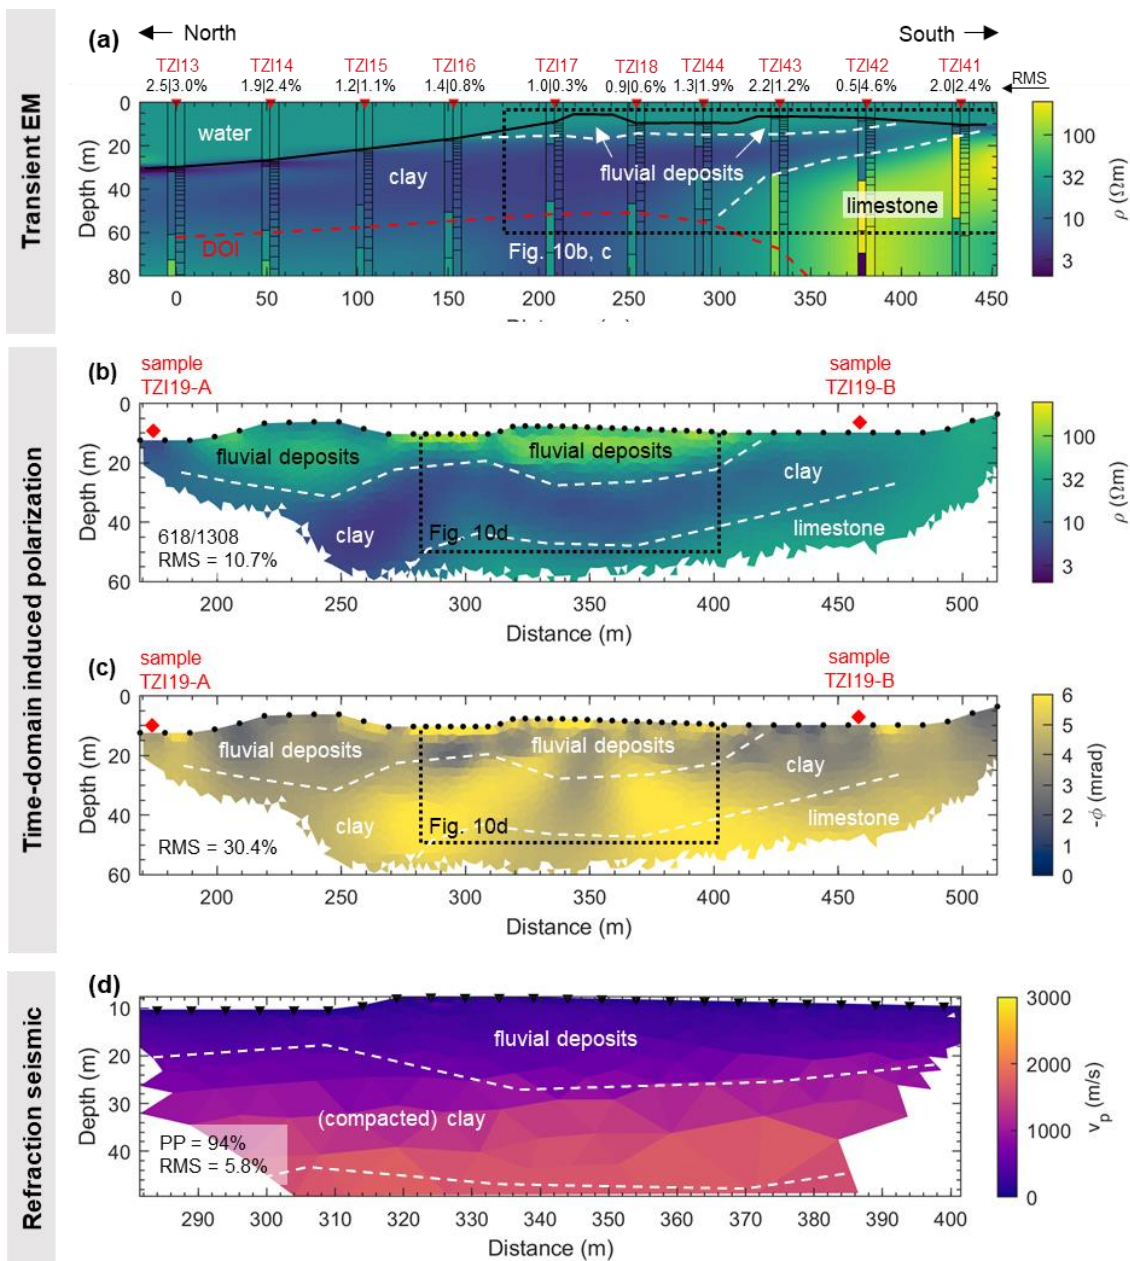 Transient EM
(a)
North
South
TZI13 TZI14 TZI15 TZI16 TZI17 TZI18 TZI44 TZI43 TZI42 TZI41
2.5|3.0% 1.9|2.4% 1.2|1.1% 1.4|0.8% 1.0|0.3% 0.9|0.6% 1.3|1.9% 2.2|1.2% 0.5|4.6% 2.0|2.4%
RMS
Depth (m)
0
20
40
60
80
water
clay
fluvial deposits
limestone
DOI
Fig. 10b, c
0 50 100 150 200 250 300 350 400 450
Distance (m)
100
32
10
3
ρ (Ωm)
Time-domain induced polarization
(b)
sample
TZI19-A
sample
TZI19-B
Depth (m)
0
20
40
60
fluvial deposits
fluvial deposits
clay
clay
limestone
Fig. 10d
618/1308
RMS = 10.7%
200 250 300 350 400 450 500
Distance (m)
100
32
10
3
ρ (Ωm)
(c)
sample
TZI19-A
sample
TZI19-B
Depth (m)
0
20
40
60
fluvial deposits
fluvial deposits
clay
clay
limestone
Fig. 10d
RMS = 30.4%
200 250 300 350 400 450 500
Distance (m)
6
5
4
3
2
1
0
-ϕ (mrad)
Refraction seismic
(d)
Depth (m)
10
20
30
40
fluvial deposits
(compacted) clay
PP = 94%
RMS = 5.8%
290 300 310 320 330 340 350 360 370 380 390 400
Distance (m)
3000
2000
1000
0
vp (m/s)